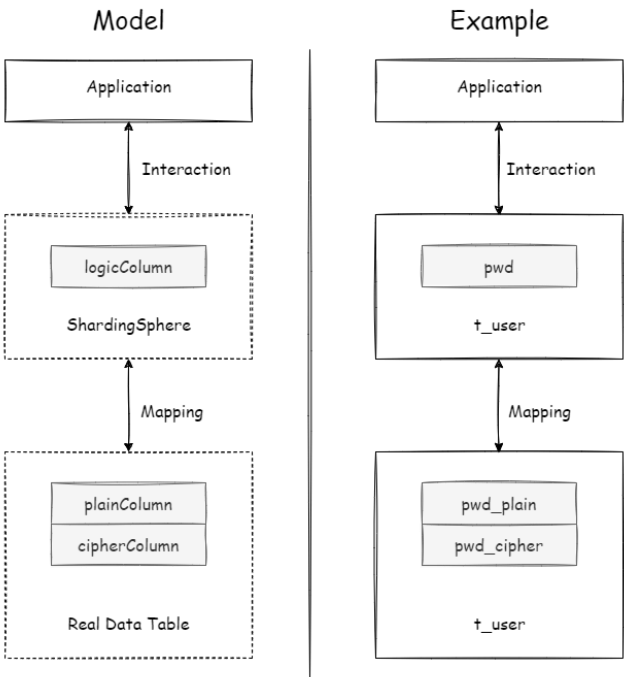 Model
Application
Interaction
logicColumn
ShardingSphere
Mapping
plainColumn
cipherColumn
Real Data Table
Example
Application
Interaction
pwd
t_user
Mapping
pwd_plain
pwd_cipher
t_user